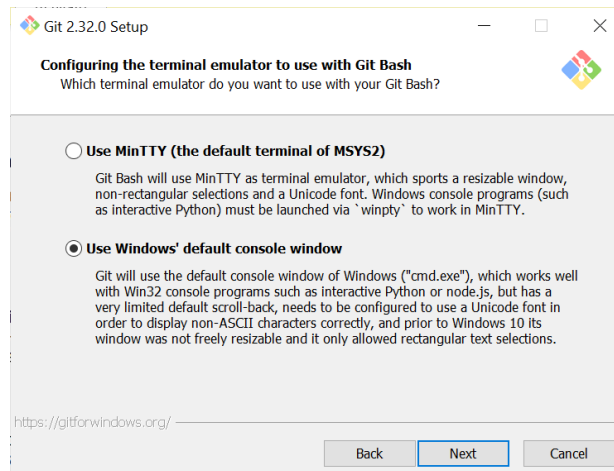 Git 2.32.0 Setup
Configuring the terminal emulator to use with Git Bash
Which terminal emulator do you want to use with your Git Bash?
Use MinTTY (the default terminal of MSYS2)
Git Bash will use MinTTY as terminal emulator, which sports a resizable window,
non-rectangular selections and a Unicode font. Windows console programs (such
as interactive Python) must be launched via `winpty` to work in MinTTY.
Use Windows' default console window
Git will use the default console window of Windows ("cmd.exe"), which works well
with Win32 console programs such as interactive Python or node.js, but has a
very limited default scroll-back, needs to be configured to use a Unicode font in
order to display non-ASCII characters correctly, and prior to Windows 10 its
window was not freely resizable and it only allowed rectangular text selections.
https://gitforwindows.org/
Back Next Cancel